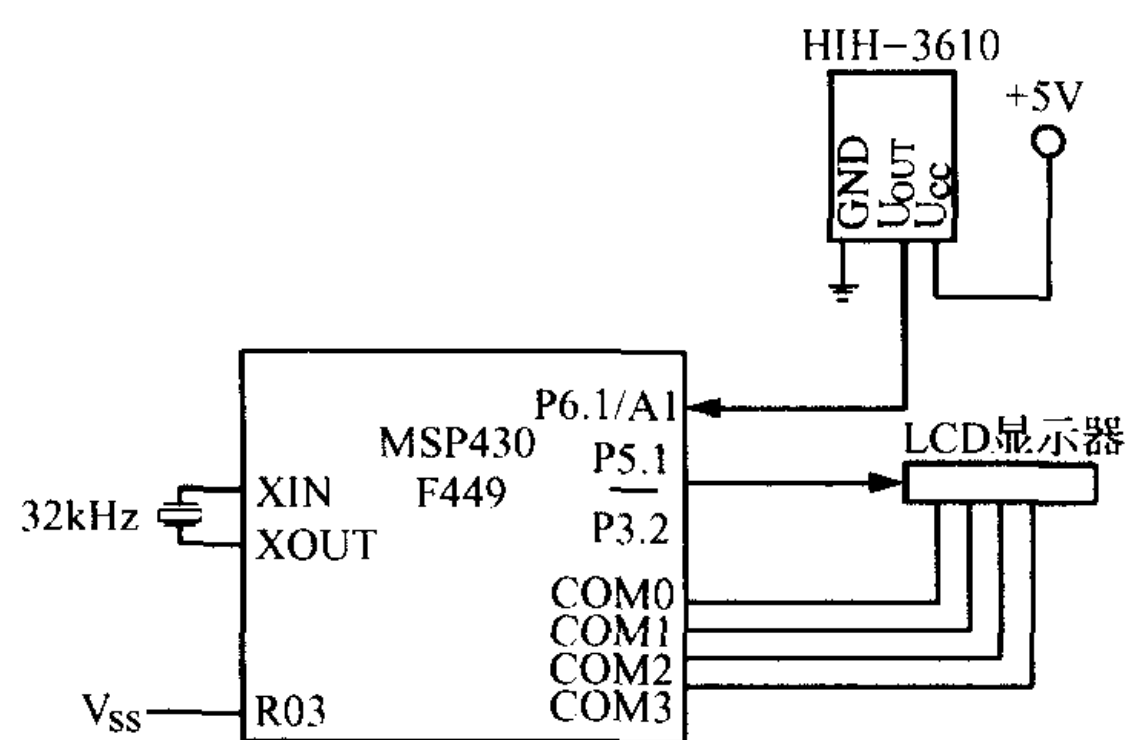 HIH-3610
+5V
GND
UOUT
Ucc
P6.1/A1
MSP430
F449
P5.1
P3.2
LCD显示器
32kHz
XIN
XOUT
COM0
COM1
COM2
COM3
VSS
R03